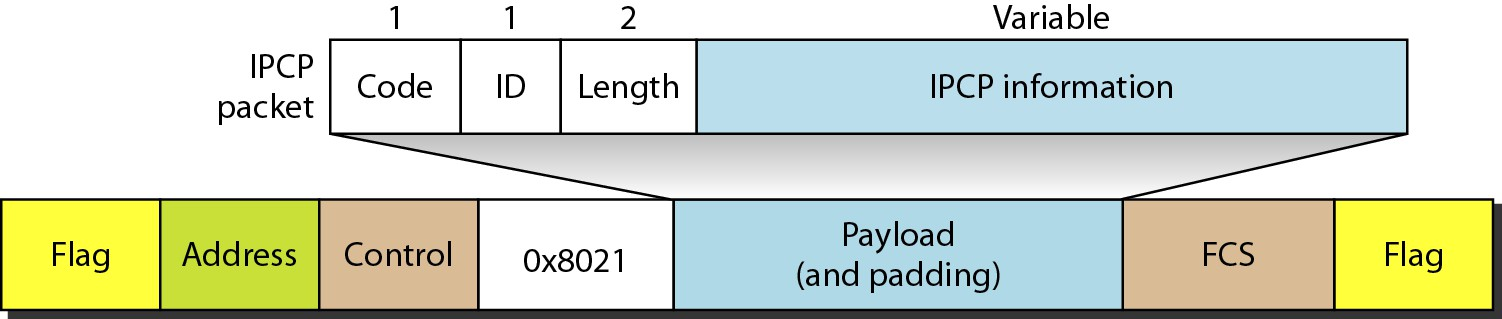 1 1 2 Variable
IPCP
packet
Code ID Length IPCP information
Flag Address Control 0x8021 Payload
(and padding) FCS Flag